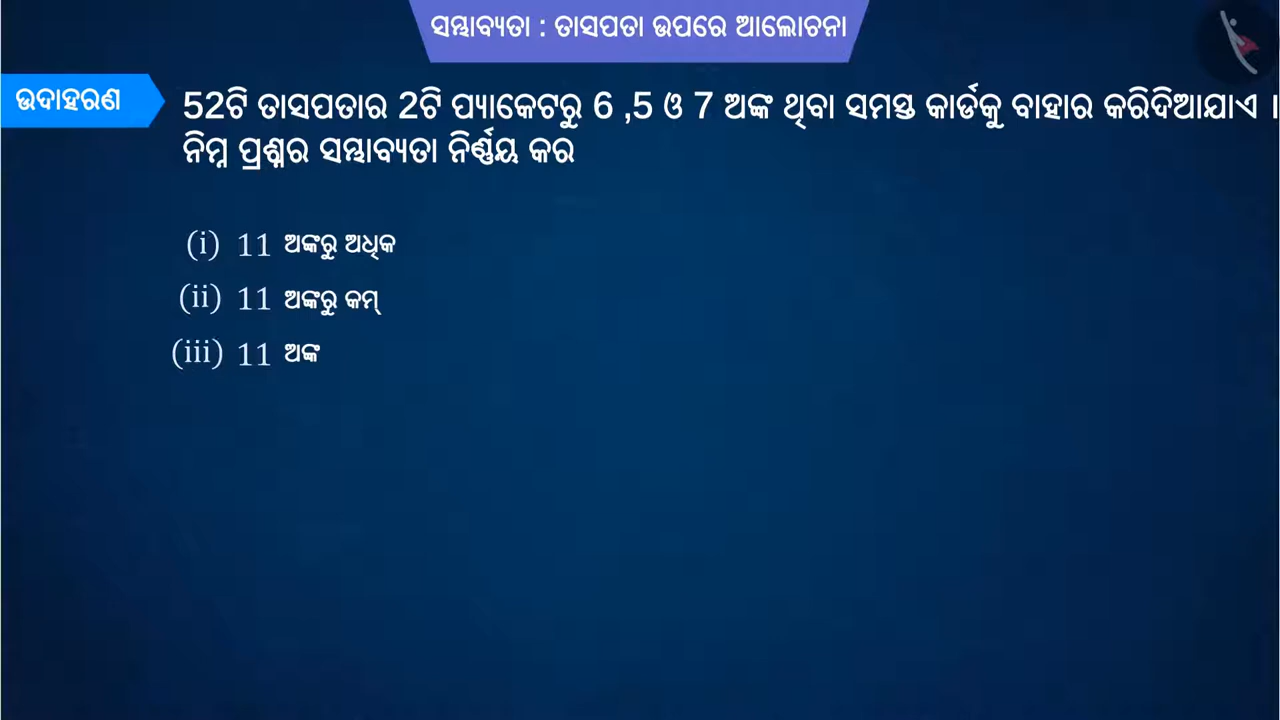 ସମ୍ଭାବ୍ୟତା : ତାସପତା ଉପରେ ଆଲୋଚନା
ଉଦାହରଣ
52ଟି ତାସପତାର 2ଟି ପ୍ୟାକେଟରୁ 6 ,5 ଓ 7 ଅଙ୍କ ଥିବା ସମସ୍ତ କାର୍ଡକୁ ବାହାର କରିଦିଆଯାଏ ।
ନିମ୍ନ ପ୍ରଶ୍ନର ସମ୍ଭାବ୍ୟତା ନିର୍ଣ୍ଣୟ କର
(i) 11 ଅଙ୍କରୁ ଅଧିକ
(ii) 11 ଅଙ୍କରୁ କମ୍
(iii) 11 ଅଙ୍କ